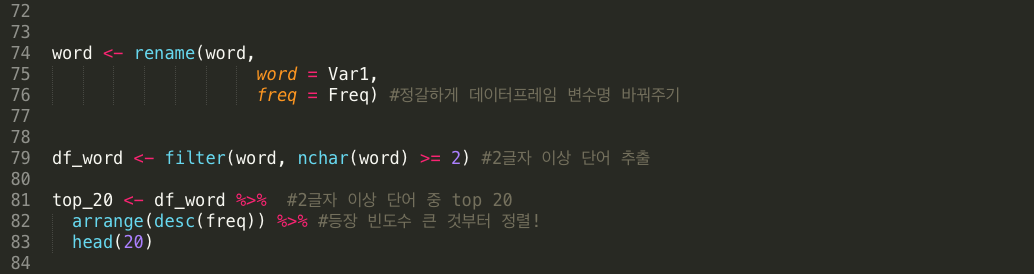 72
73
74 word <- rename(word,
75 word = Var1,
76 freq = Freq) #정갈하게 데이터프레임 변수명 바꿔주기
77
78
79 df_word <- filter(word, nchar(word) >= 2) #2글자 이상 단어 추출
80
81 top_20 <- df_word %>% #2글자 이상 단어 중 top 20
82 arrange(desc(freq)) %>% #등장 빈도수 큰 것부터 정렬!
83 head(20)
84